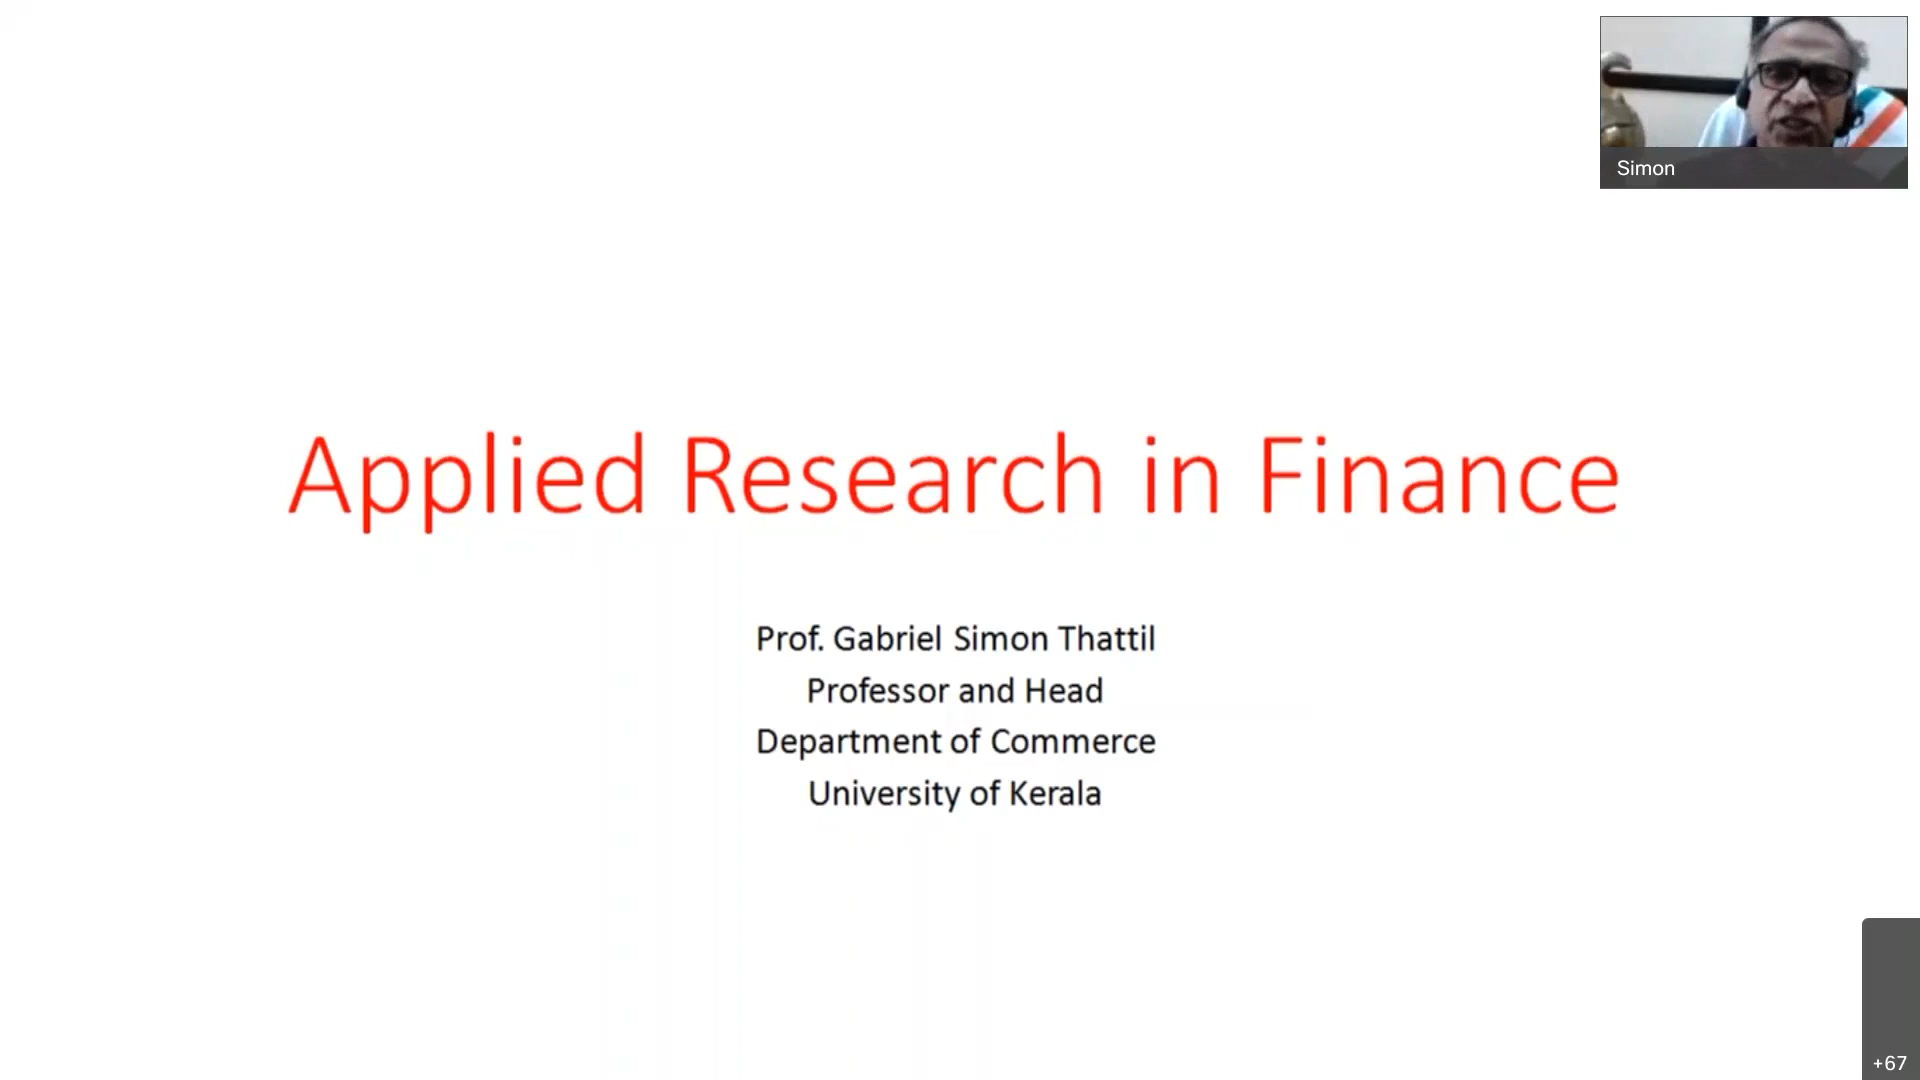 Simon
Applied Research in Finance
Prof. Gabriel Simon Thattil
Professor and Head
Department of Commerce
University of Kerala
+67